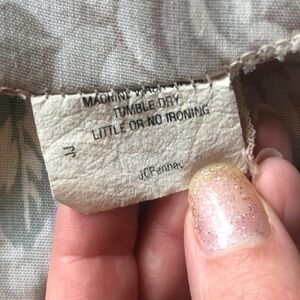 MACHINE WASH
TUMBLE DRY
LITTLE OR NO IRONING
JCPenney